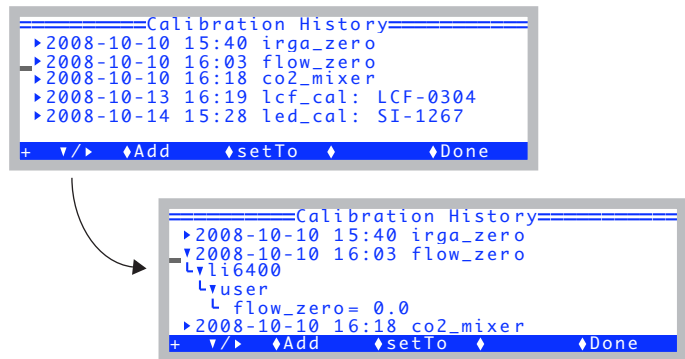 Calibration History
▸2008-10-10 15:40 irga_zero
▸2008-10-10 16:03 flow_zero
▸2008-10-10 16:18 co2_mixer
▸2008-10-13 16:19 lcf_cal: LCF-0304
▸2008-10-14 15:28 led_cal: SI-1267
+ ▾/▸ ♦Add ♦setTo ♦ ♦Done
Calibration History
▸2008-10-10 15:40 irga_zero
▾2008-10-10 16:03 flow_zero
└▾li6400
└▾user
└ flow_zero= 0.0
▸2008-10-10 16:18 co2_mixer
+ ▾/▸ ♦Add ♦setTo ♦ ♦Done